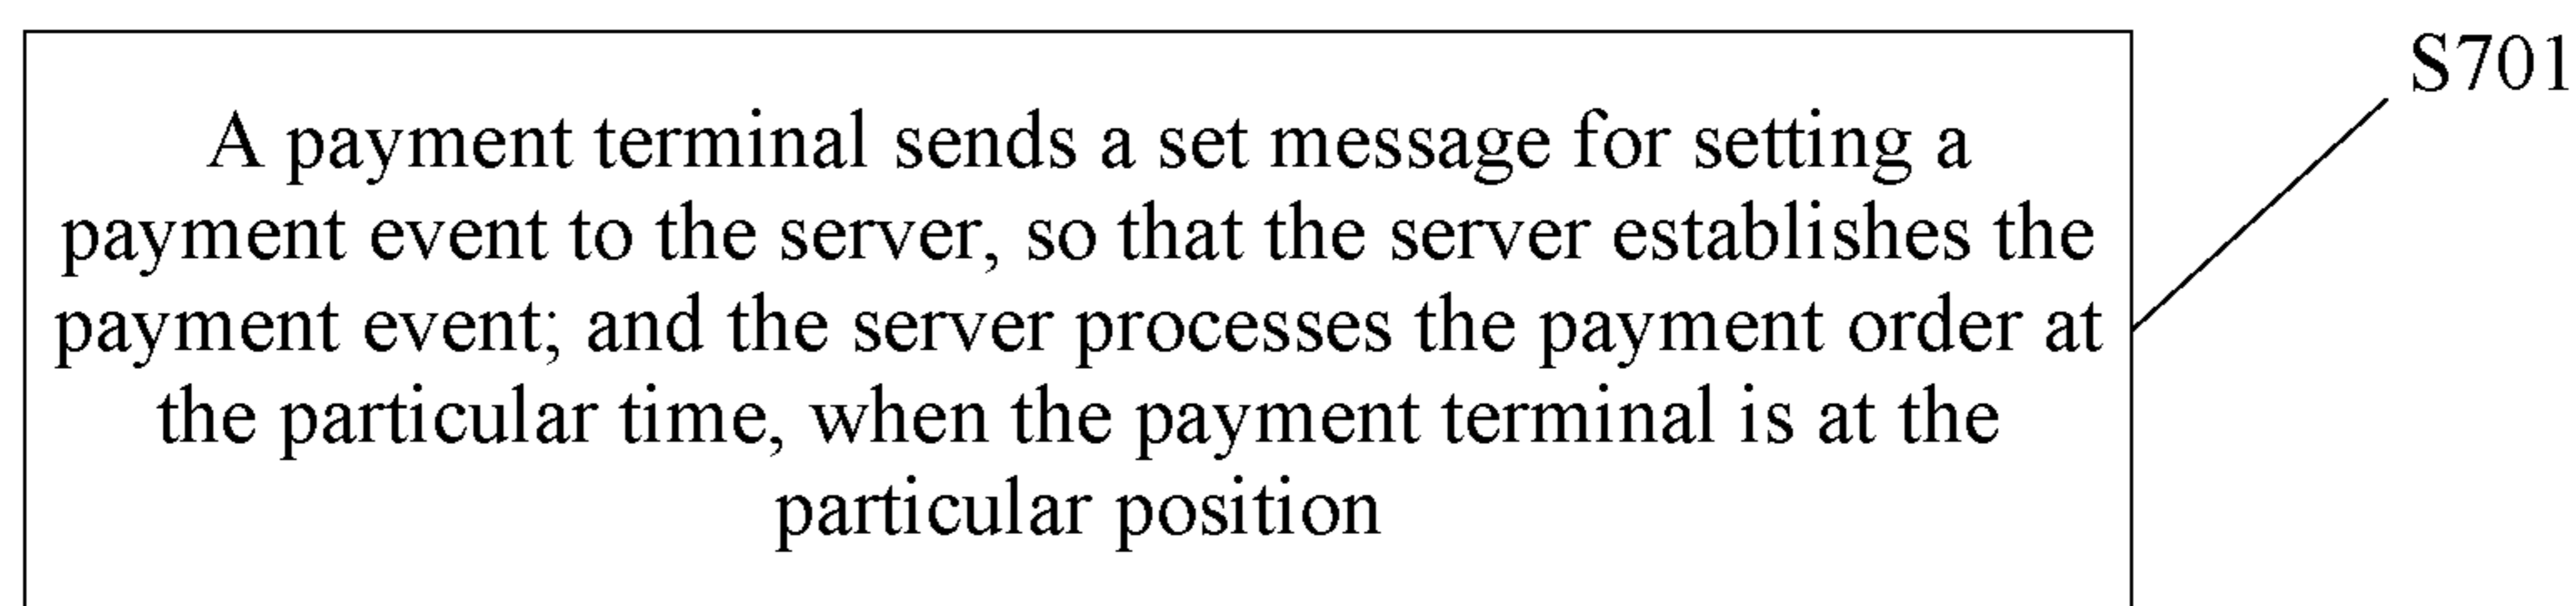 S701
A payment terminal sends a set message for setting a
payment event to the server, so that the server establishes the
payment event; and the server processes the payment order at
the particular time, when the payment terminal is at the
particular position